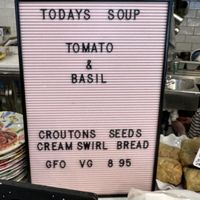 TODAYS SOUP
TOMATO
&
BASIL
CROUTONS SEEDS
CREAM SWIRL BREAD
GFO VG 8 95